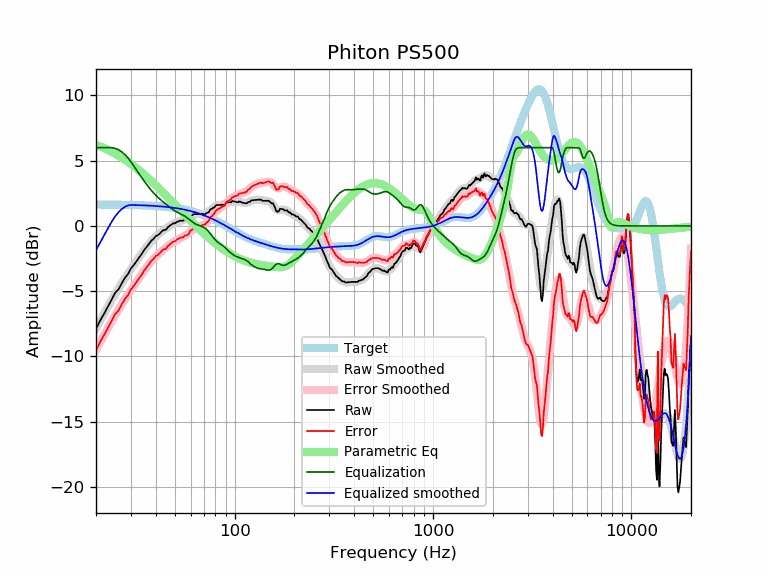 Phiton PS500
Amplitude (dBr)
10
5
0
−5
−10
−15
−20
Target
Raw Smoothed
Error Smoothed
Raw
Error
Parametric Eq
Equalization
Equalized smoothed
100
1000
10000
Frequency (Hz)